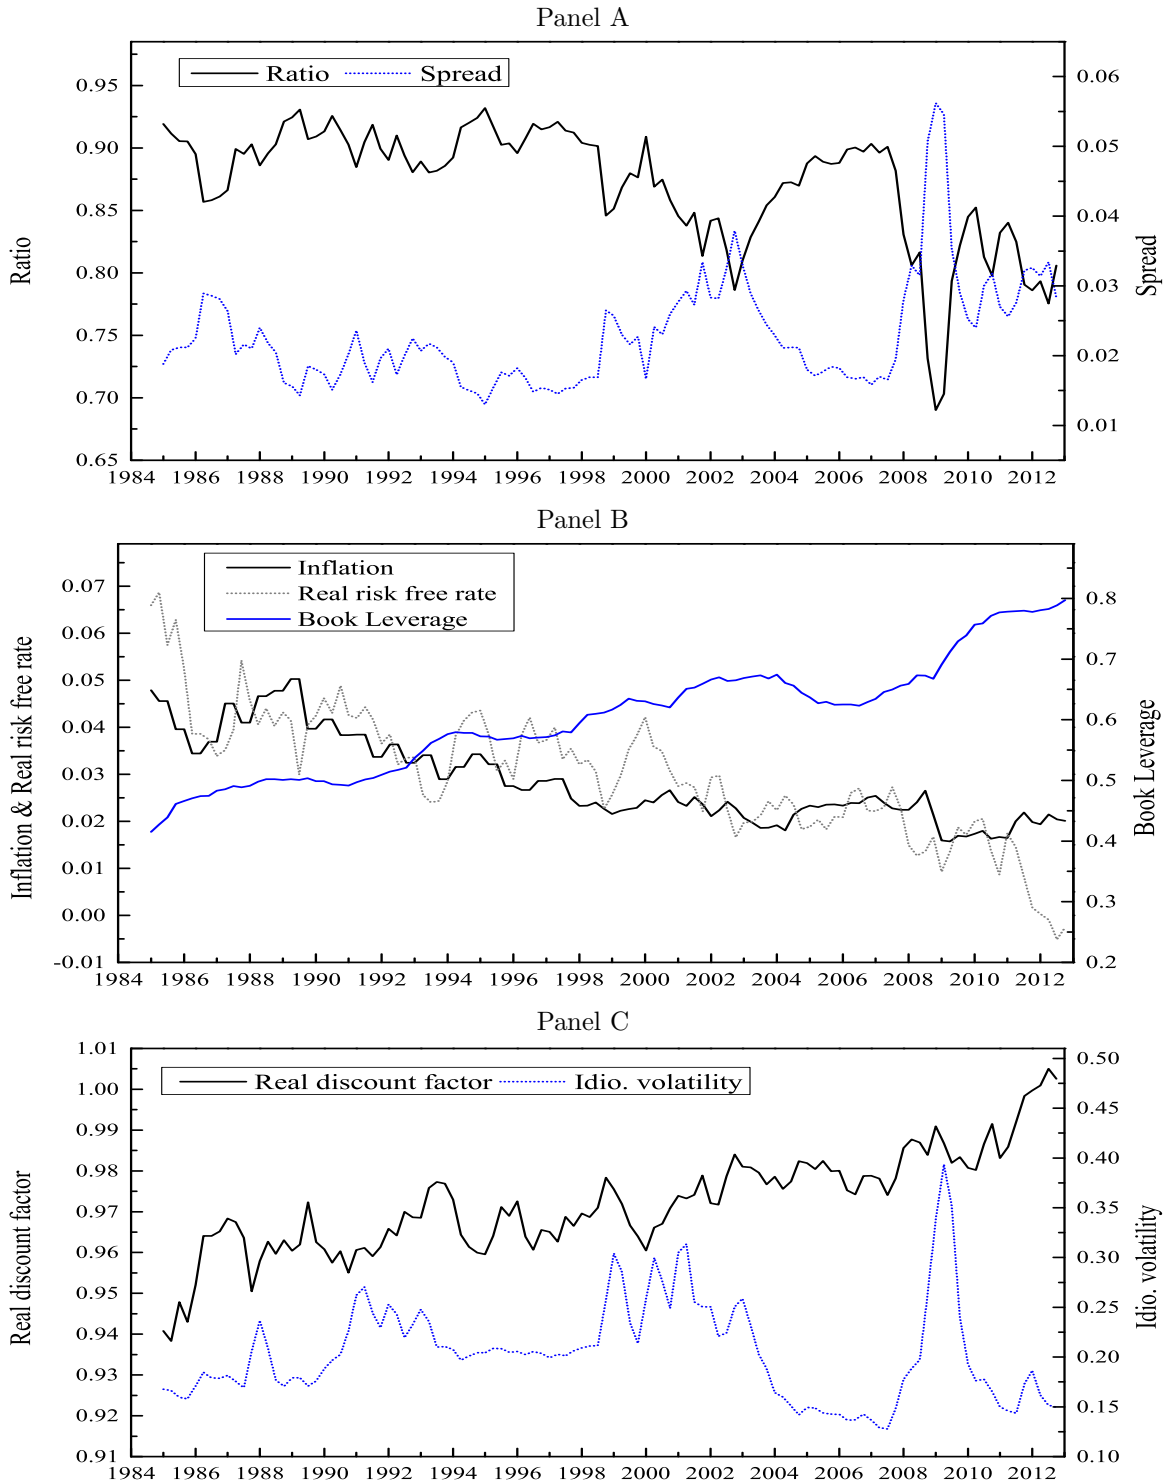 Panel A
Ratio Spread
0.95
0.90
0.85
0.80
0.75
0.70
0.65
Ratio
0.06
0.05
0.04
0.03
0.02
0.01
Spread
1984 1986 1988 1990 1992 1994 1996 1998 2000 2002 2004 2006 2008 2010 2012
Panel B
Inflation
Real risk free rate
Book Leverage
0.07
0.06
0.05
0.04
0.03
0.02
0.01
0.00
-0.01
Inflation & Real risk free rate
0.8
0.7
0.6
0.5
0.4
0.3
0.2
Book Leverage
1984 1986 1988 1990 1992 1994 1996 1998 2000 2002 2004 2006 2008 2010 2012
Panel C
Real discount factor Idio. volatility
1.01
1.00
0.99
0.98
0.97
0.96
0.95
0.94
0.93
0.92
0.91
Real discount factor
0.50
0.45
0.40
0.35
0.30
0.25
0.20
0.15
0.10
Idio. volatility
1984 1986 1988 1990 1992 1994 1996 1998 2000 2002 2004 2006 2008 2010 2012